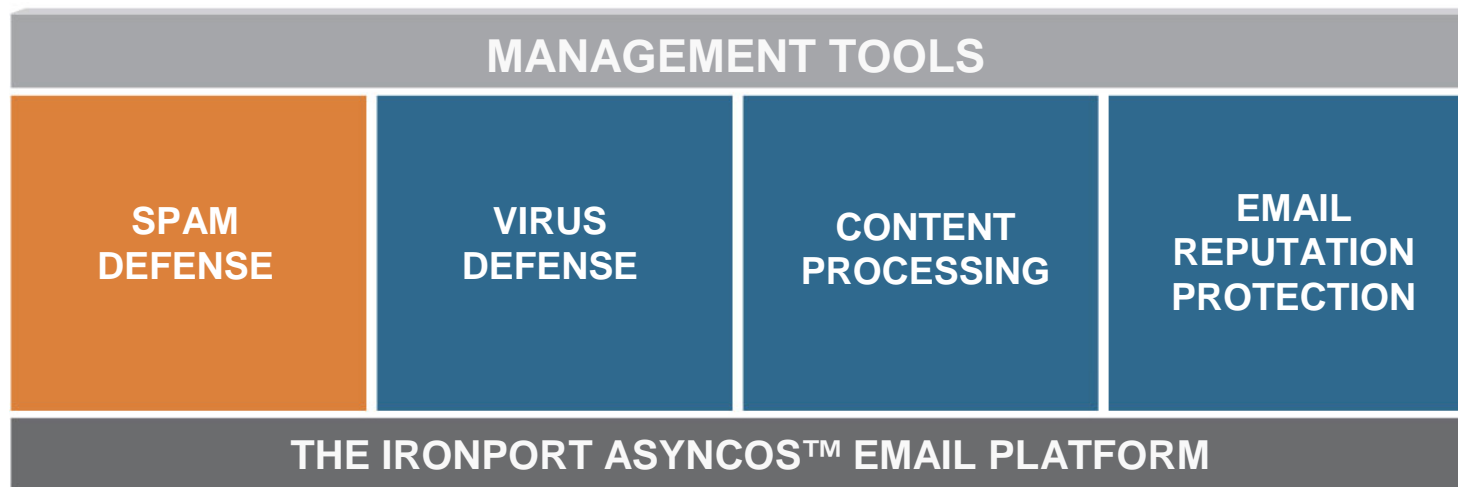 MANAGEMENT TOOLS
SPAM
DEFENSE
VIRUS
DEFENSE
CONTENT
PROCESSING
EMAIL
REPUTATION
PROTECTION
THE IRONPORT ASYNCOS™ EMAIL PLATFORM